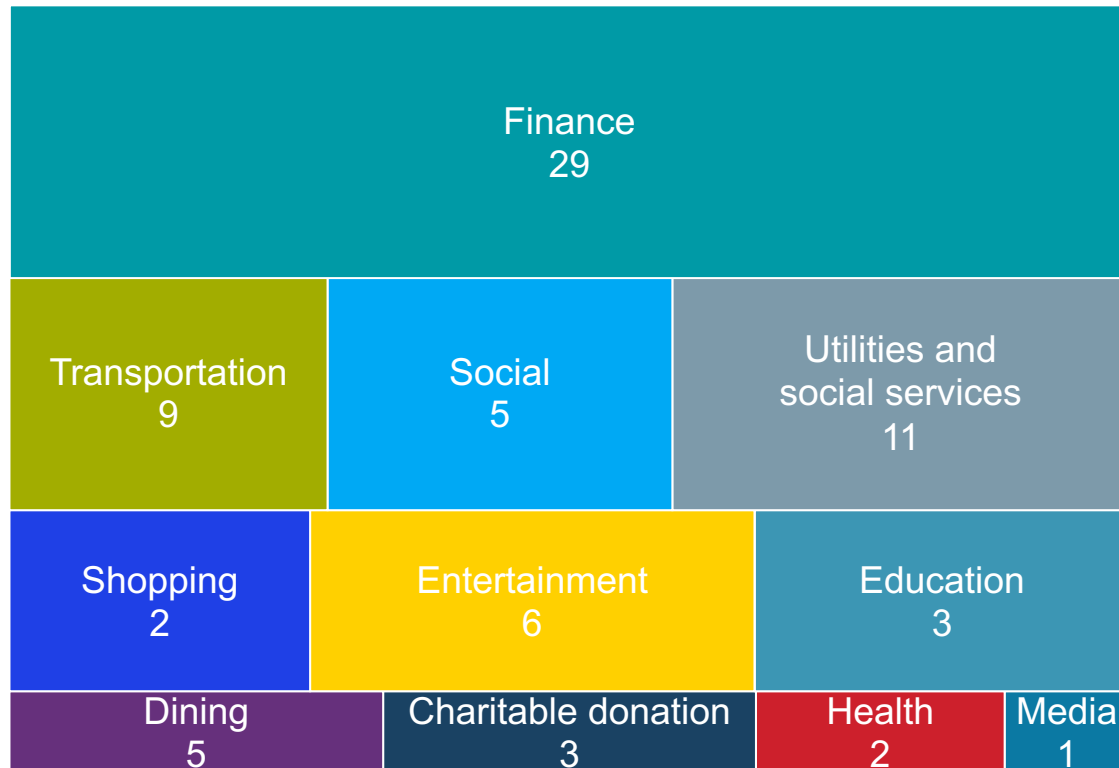 Finance
29
Transportation
9
Social
5
Utilities and
social services
11
Shopping
2
Entertainment
6
Education
3
Dining
5
Charitable donation
3
Health
2
Media
1